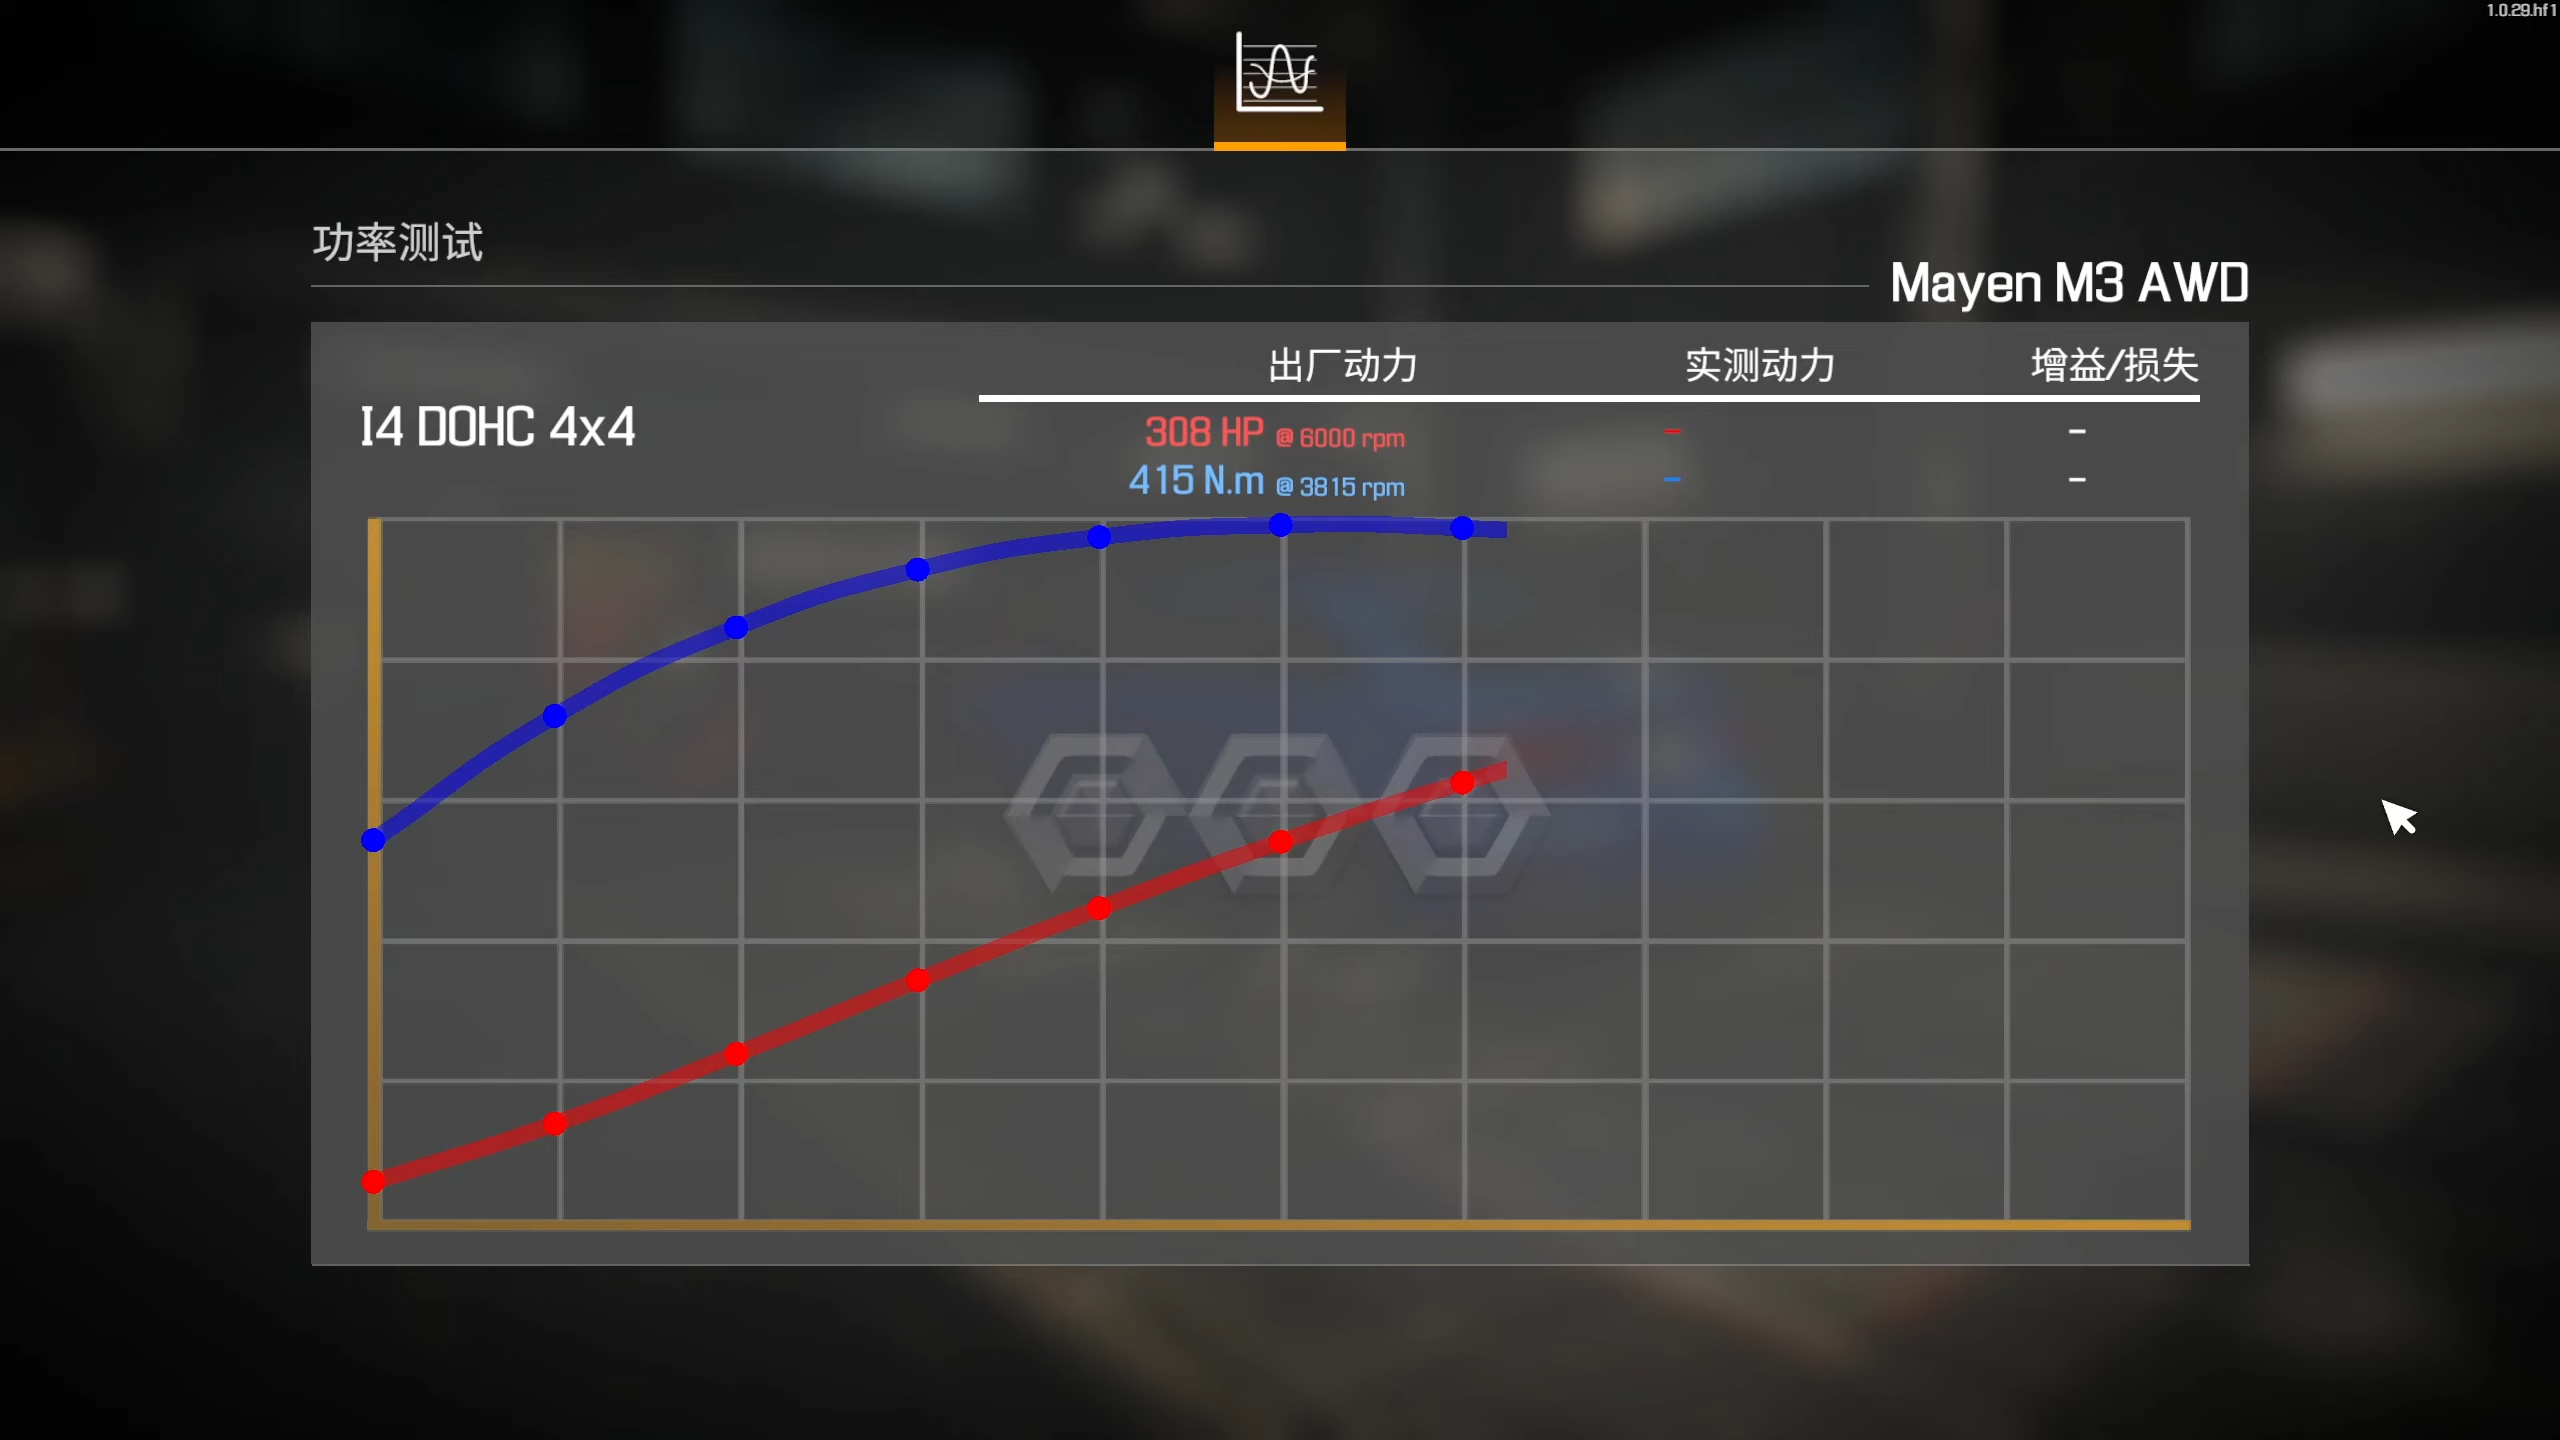 1.0.29.hf1
功率测试
Mayen M3 AWD
出厂动力 实测动力 增益/损失
I4 DOHC 4x4
308 HP @ 6000 rpm - -
415 N.m @ 3815 rpm - -